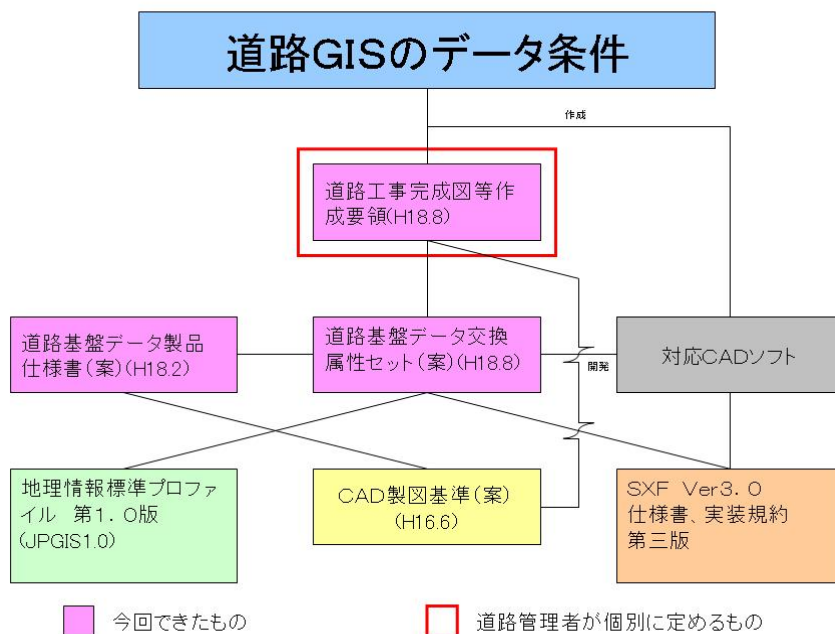 道路GISのデータ条件
作成
道路工事完成図等作
成要領(H18.8)
道路基盤データ製品
仕様書(案)(H18.2)
道路基盤データ交換
属性セット(案)(H18.8)
開発
対応CADソフト
地理情報標準プロファ
イル 第1.0版
(JPGIS1.0)
CAD製図基準(案)
(H16.6)
SXF Ver3.0
仕様書、実装規約
第三版
今回できたもの
道路管理者が個別に定めるもの